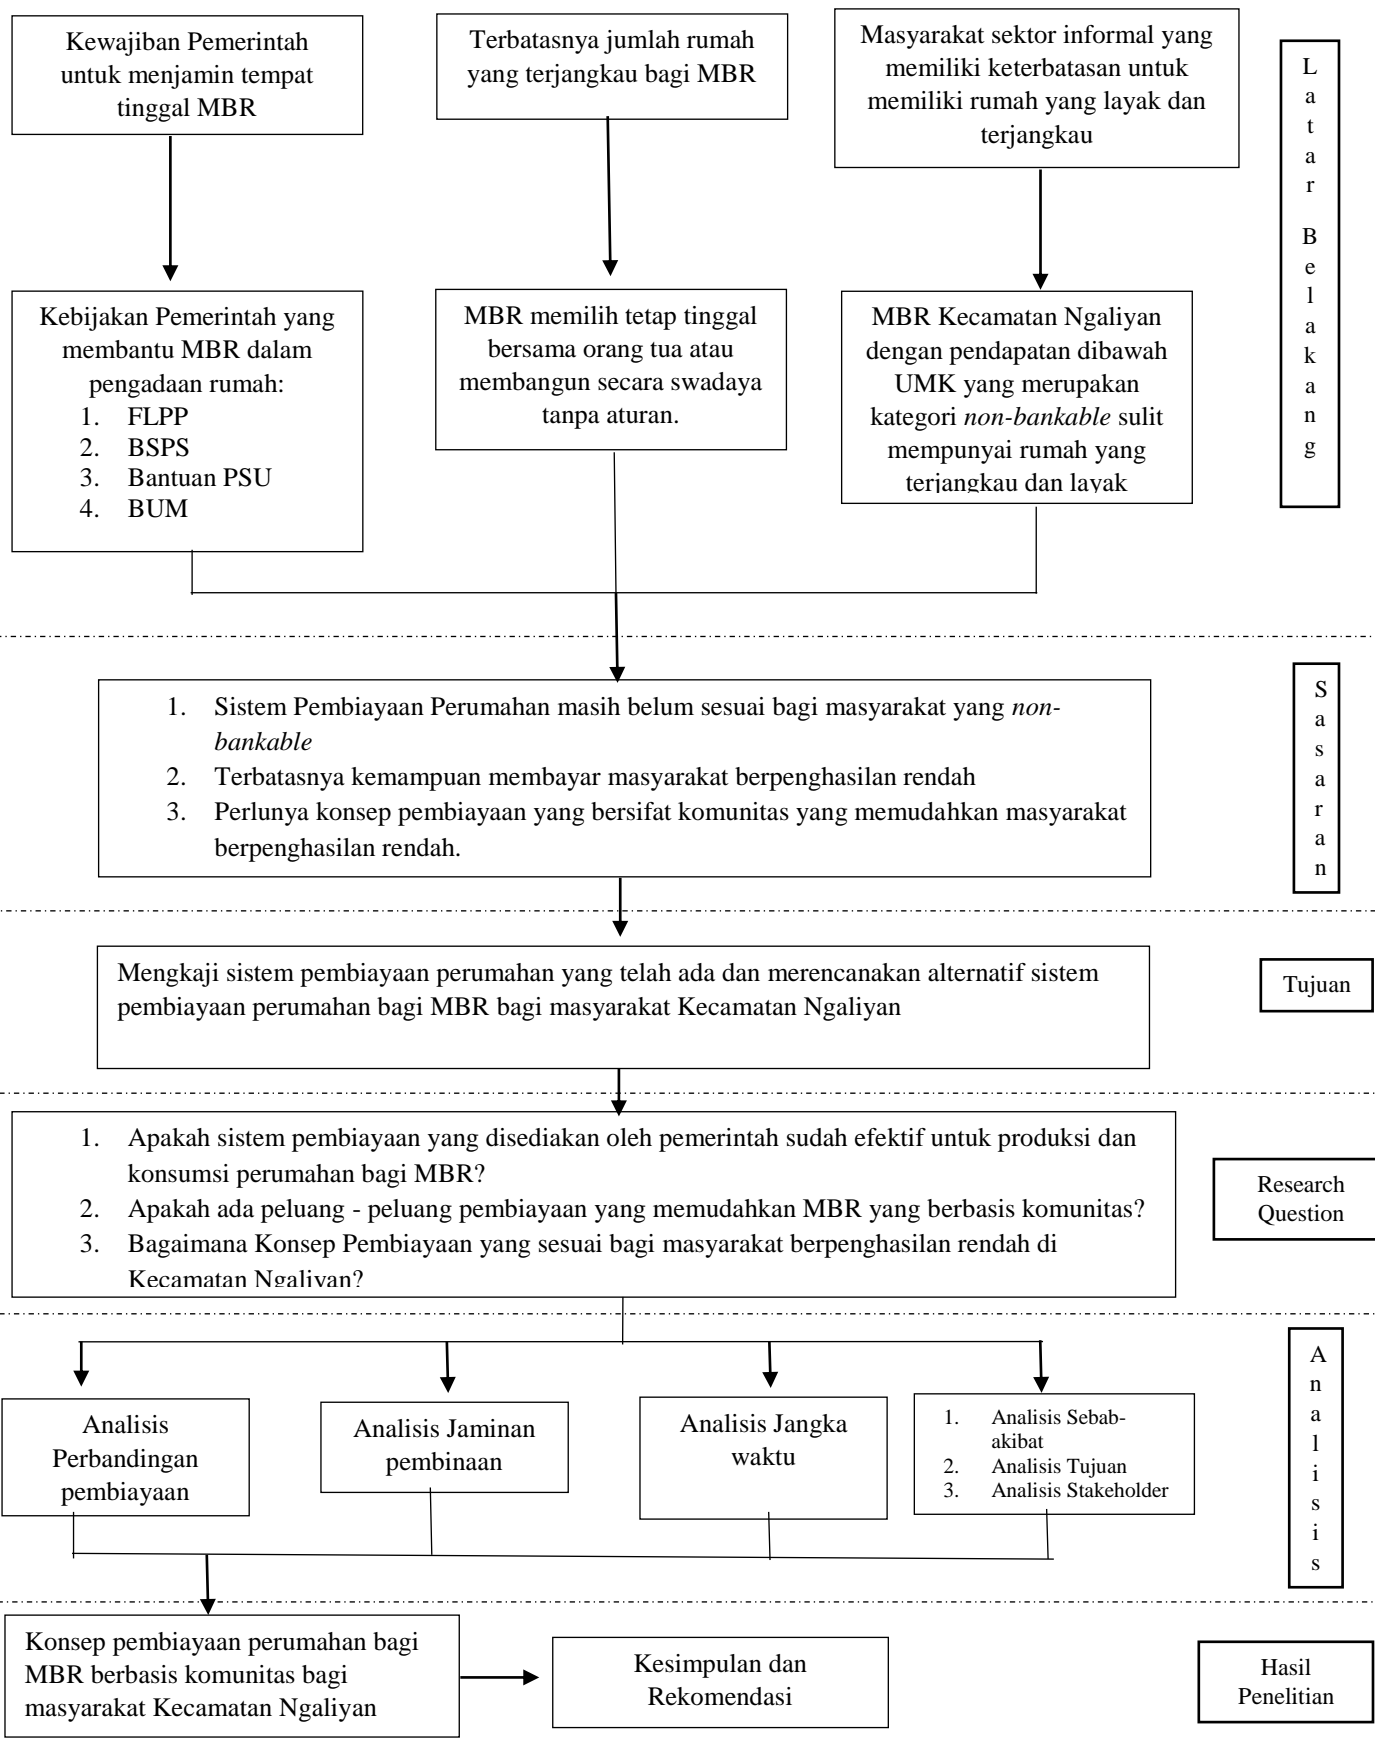 Kewajiban Pemerintah
untuk menjamin tempat
tinggal MBR
Terbatasnya jumlah rumah
yang terjangkau bagi MBR
Masyarakat sektor informal yang
memiliki keterbatasan untuk
memiliki rumah yang layak dan
terjangkau
Latar Belakang
Kebijakan Pemerintah yang
membantu MBR dalam
pengadaan rumah:
1. FLPP
2. BSPS
3. Bantuan PSU
4. BUM
MBR memilih tetap tinggal
bersama orang tua atau
membangun secara swadaya
tanpa aturan.
MBR Kecamatan Ngaliyan
dengan pendapatan dibawah
UMK yang merupakan
kategori non-bankable sulit
mempunyai rumah yang
terjangkau dan layak
1. Sistem Pembiayaan Perumahan masih belum sesuai bagi masyarakat yang non-
bankable
2. Terbatasnya kemampuan membayar masyarakat berpenghasilan rendah
3. Perlunya konsep pembiayaan yang bersifat komunitas yang memudahkan masyarakat
berpenghasilan rendah.
Sasaran
Mengkaji sistem pembiayaan perumahan yang telah ada dan merencanakan alternatif sistem
pembiayaan perumahan bagi MBR bagi masyarakat Kecamatan Ngaliyan
Tujuan
1. Apakah sistem pembiayaan yang disediakan oleh pemerintah sudah efektif untuk produksi dan
konsumsi perumahan bagi MBR?
2. Apakah ada peluang - peluang pembiayaan yang memudahkan MBR yang berbasis komunitas?
3. Bagaimana Konsep Pembiayaan yang sesuai bagi masyarakat berpenghasilan rendah di
Kecamatan Ngaliyan?
Research
Question
Analisis
Perbandingan
pembiayaan
Analisis Jaminan
pembinaan
Analisis Jangka
waktu
1. Analisis Sebab-
akibat
2. Analisis Tujuan
3. Analisis Stakeholder
Analisis
Konsep pembiayaan perumahan bagi
MBR berbasis komunitas bagi
masyarakat Kecamatan Ngaliyan
Kesimpulan dan
Rekomendasi
Hasil
Penelitian